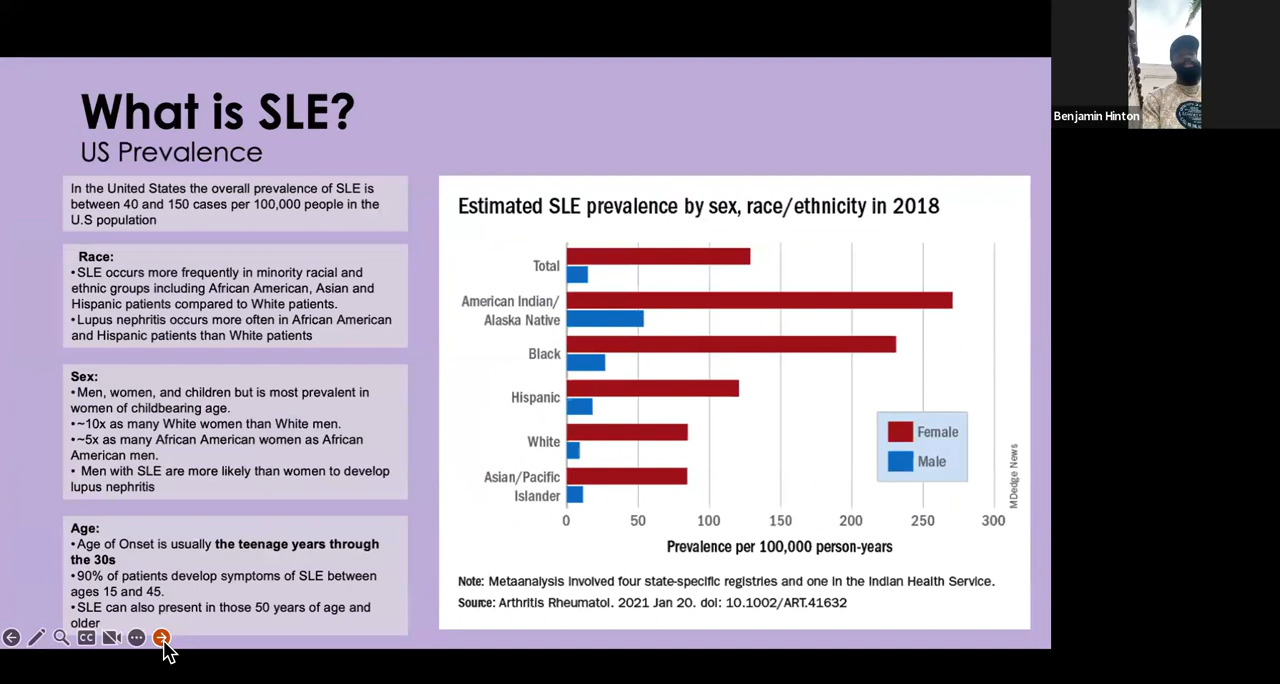 What is SLE?
US Prevalence
In the United States the overall prevalence of SLE is
between 40 and 150 cases per 100,000 people in the
U.S population
Race:
•SLE occurs more frequently in minority racial and
ethnic groups including African American, Asian and
Hispanic patients compared to White patients.
•Lupus nephritis occurs more often in African American
and Hispanic patients than White patients
Sex:
•Men, women, and children but is most prevalent in
women of childbearing age.
•~10x as many White women than White men.
•~5x as many African American women as African
American men.
• Men with SLE are more likely than women to develop
lupus nephritis
Age:
•Age of Onset is usually the teenage years through
the 30s
•90% of patients develop symptoms of SLE between
ages 15 and 45.
•SLE can also present in those 50 years of age and
older
CC
Estimated SLE prevalence by sex, race/ethnicity in 2018
Total
American Indian/
Alaska Native
Black
Hispanic
White
Asian/Pacific
Islander
0 50 100 150 200 250 300
Prevalence per 100,000 person-years
Female
Male
MDedge News
Note: Metaanalysis involved four state-specific registries and one in the Indian Health Service.
Source: Arthritis Rheumatol. 2021 Jan 20. doi: 10.1002/ART.41632
Benjamin Hinton